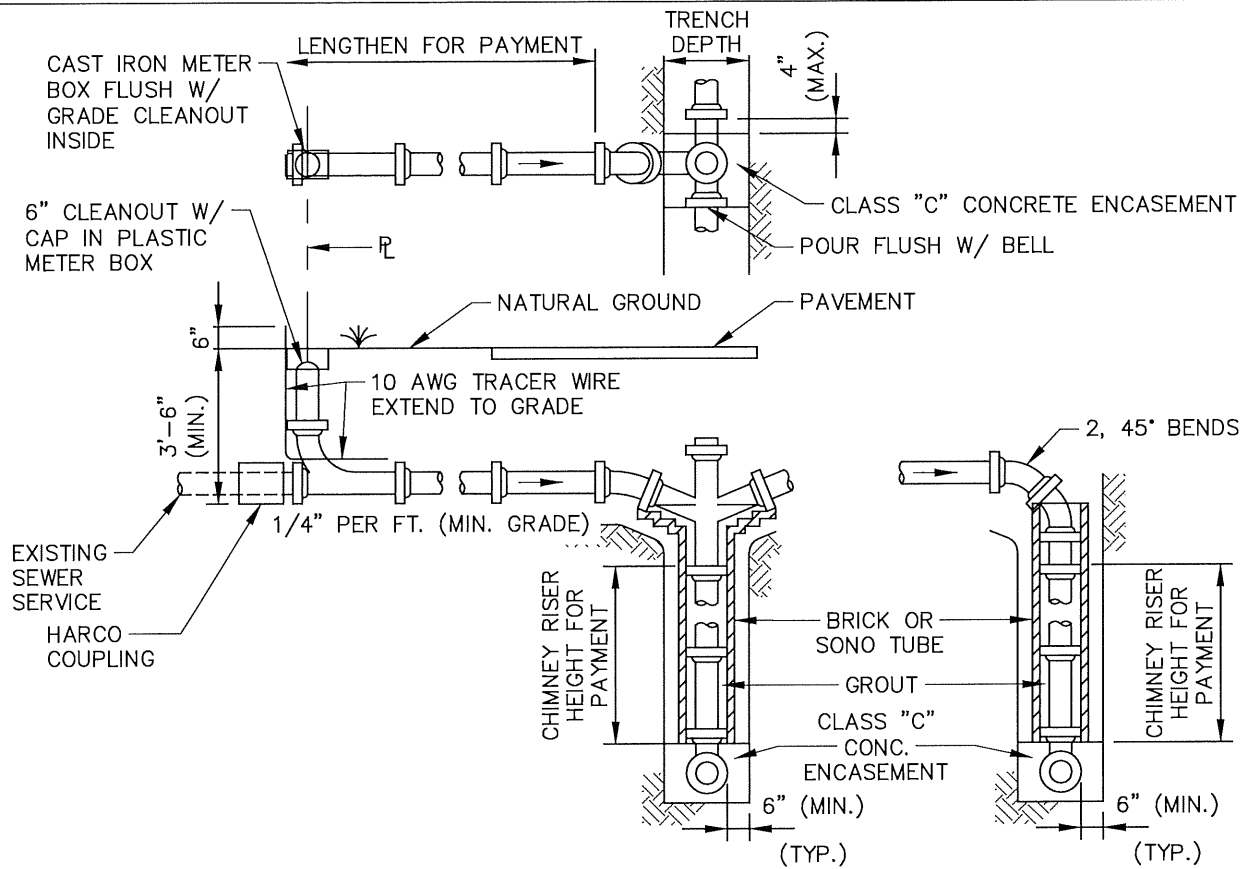 LENGTHEN FOR PAYMENT
TRENCH
DEPTH
4"
(MAX.)
CAST IRON METER
BOX FLUSH W/
GRADE CLEANOUT
INSIDE
CLASS "C" CONCRETE ENCASEMENT
POUR FLUSH W/ BELL
6" CLEANOUT W/
CAP IN PLASTIC
METER BOX
PL
NATURAL GROUND
PAVEMENT
6"
3'-6"
(MIN.)
10 AWG TRACER WIRE
EXTEND TO GRADE
2, 45° BENDS
1/4" PER FT. (MIN. GRADE)
EXISTING
SEWER
SERVICE
HARCO
COUPLING
CHIMNEY RISER
HEIGHT FOR
PAYMENT
BRICK OR
SONO TUBE
GROUT
CLASS "C"
CONC.
ENCASEMENT
CHIMNEY RISER
HEIGHT FOR
PAYMENT
6" (MIN.)
(TYP.)
6" (MIN.)
(TYP.)